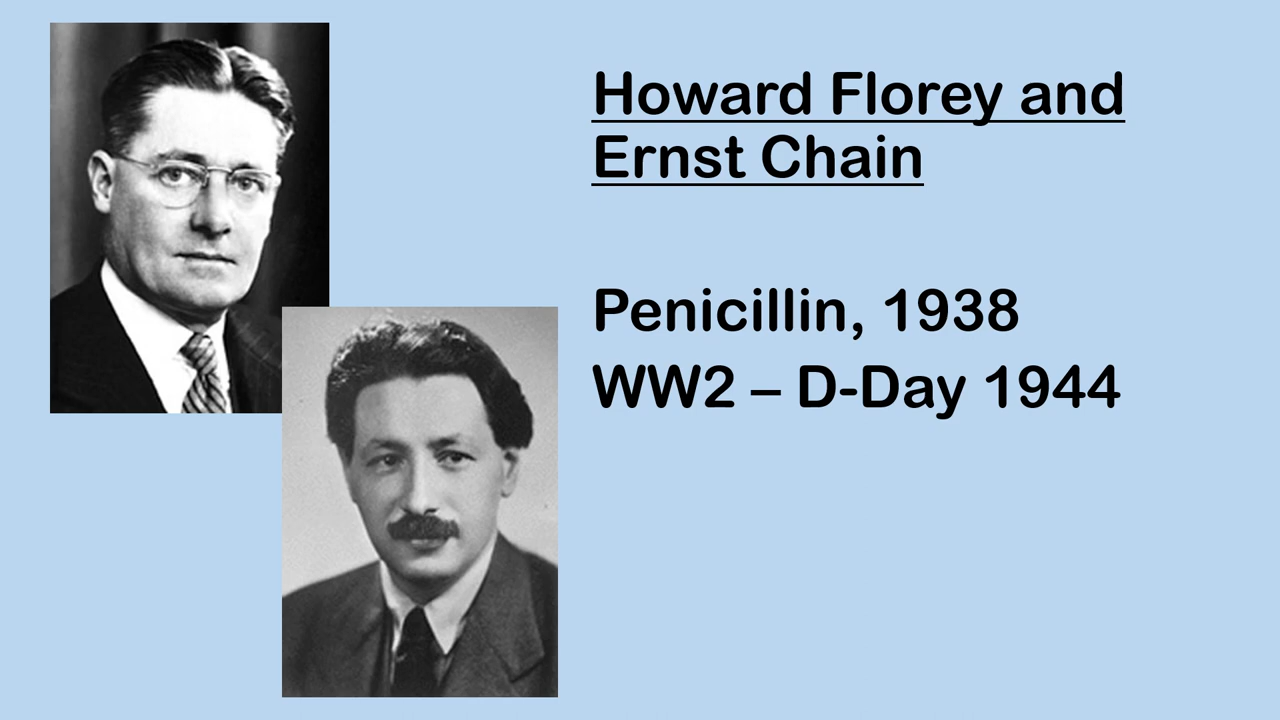 Howard Florey and
Ernst Chain
Penicillin, 1938
WW2 – D-Day 1944